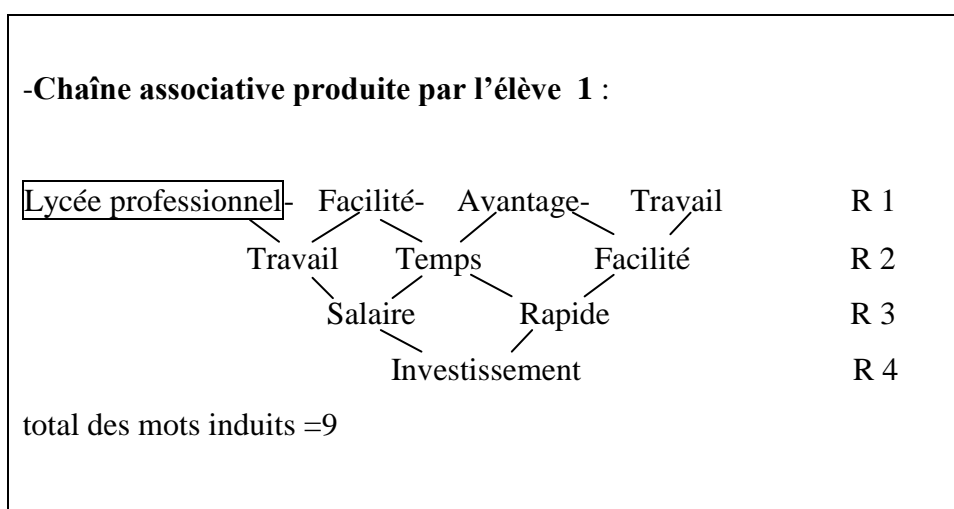 -Chaîne associative produite par l’élève 1 :
Lycée professionnel- Facilité- Avantage- Travail R 1
Travail Temps Facilité R 2
Salaire Rapide R 3
Investissement R 4
total des mots induits =9